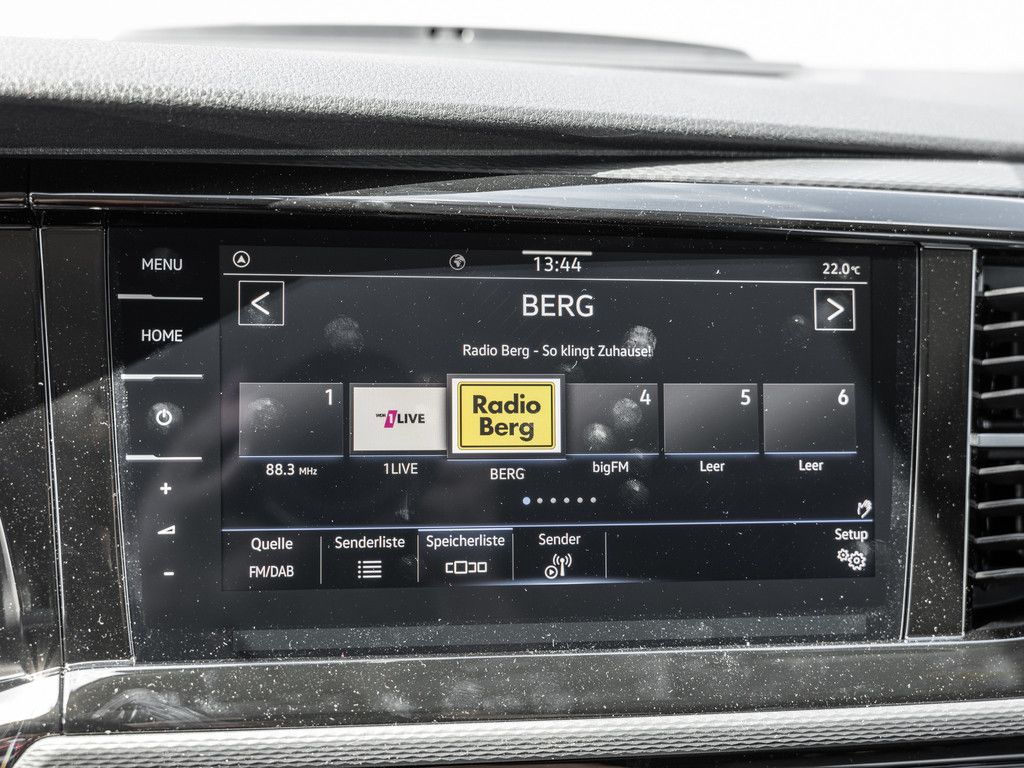 MENU
HOME
13:44
22.0°C
<
BERG
>
Radio Berg - So klingt Zuhause!
1
WDR 1LIVE
Radio
Berg
4
5
6
88.3 MHz
1LIVE
BERG
bigFM
Leer
Leer
+
-
Quelle
FM/DAB
Senderliste
Speicherliste
Sender
Setup